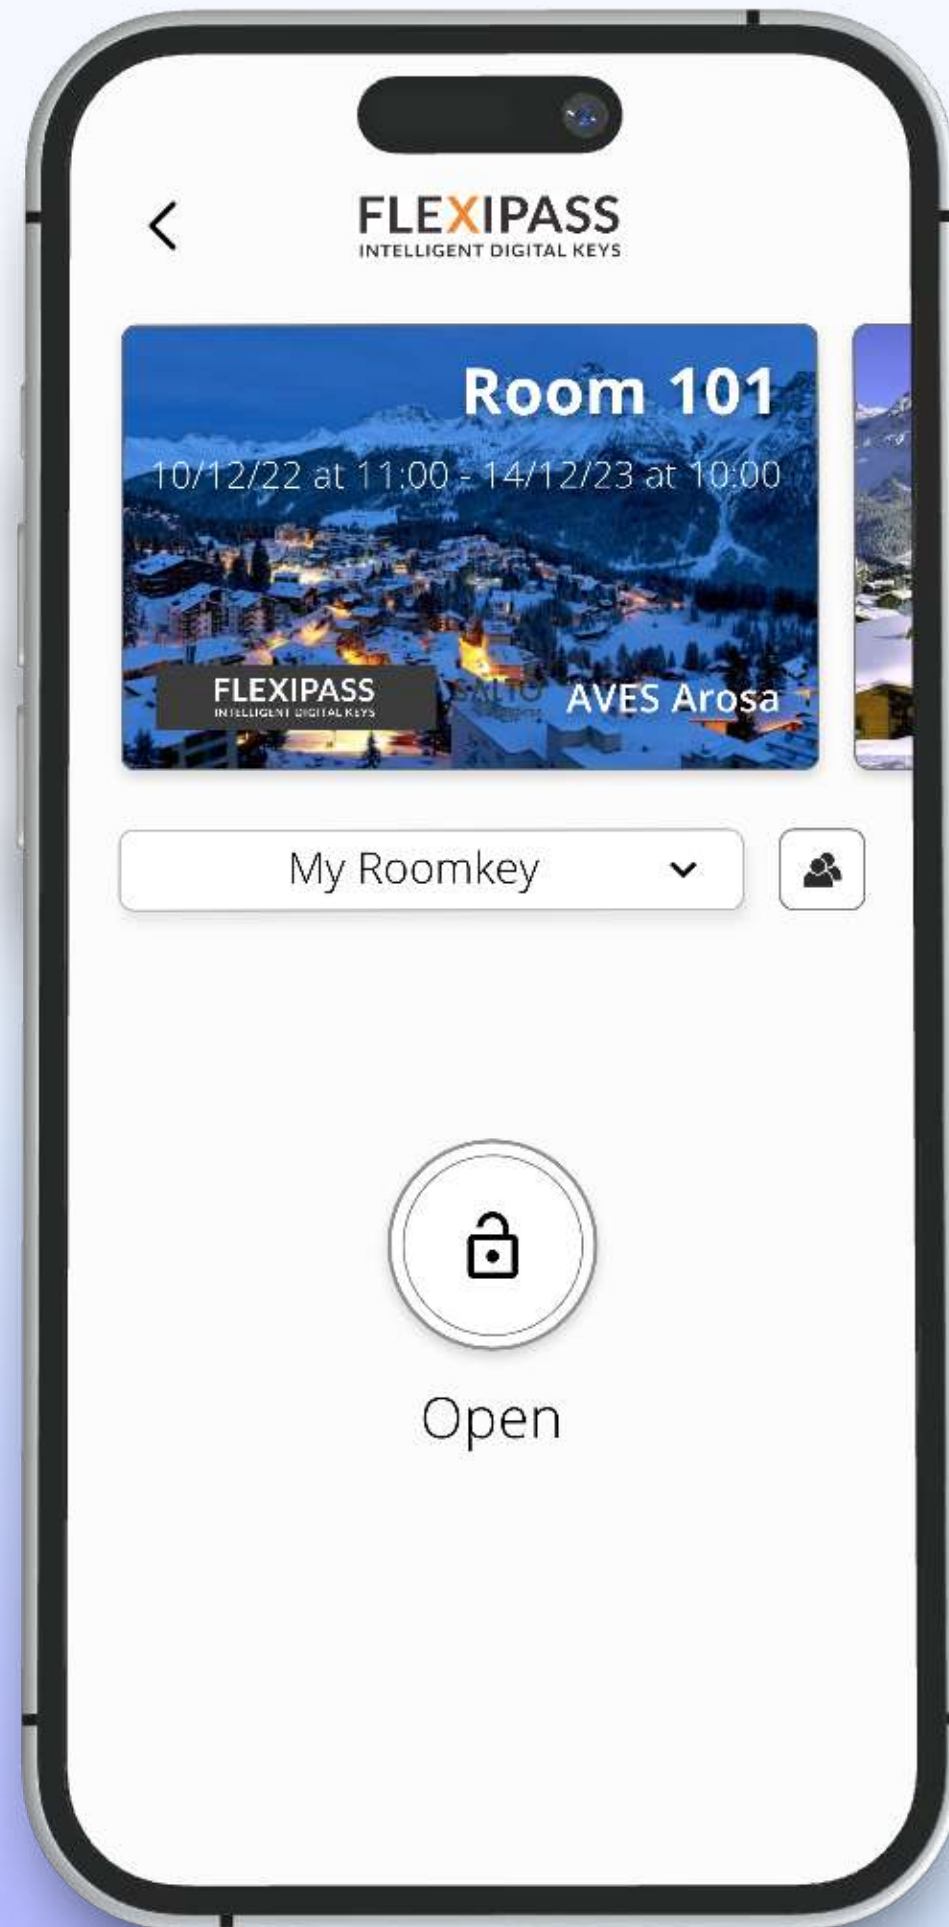 FLEXIPASS
INTELLIGENT DIGITAL KEYS
Room 101
10/12/22 at 11:00 - 14/12/23 at 10:00
FLEXIPASS
INTELLIGENT DIGITAL KEYS
SALTO
AVES Arosa
My Roomkey
Open